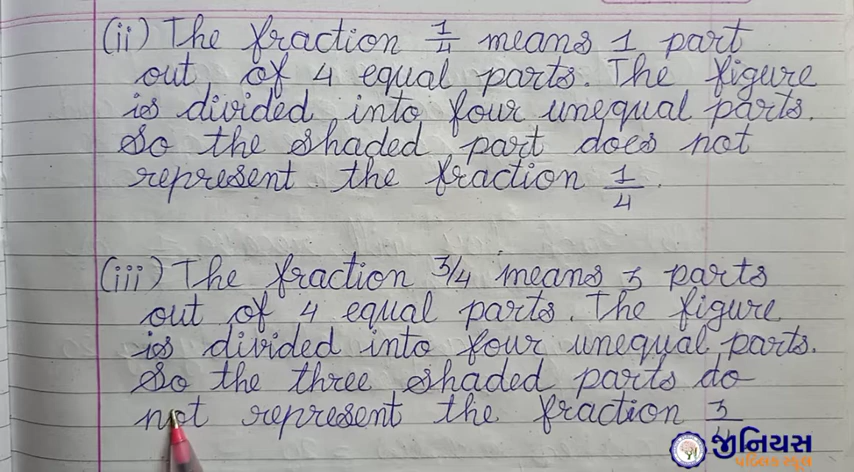 (ii) The fraction 1/4 means 1 part
out of 4 equal parts. The figure
is divided into four unequal parts.
So the shaded part does not
represent the fraction 1/4.
(iii) The fraction 3/4 means 3 parts
out of 4 equal parts. The figure
is divided into four unequal parts.
So the three shaded parts do
not represent the fraction 3/4
જીનિયસ
પબ્લિક સ્કૂલ